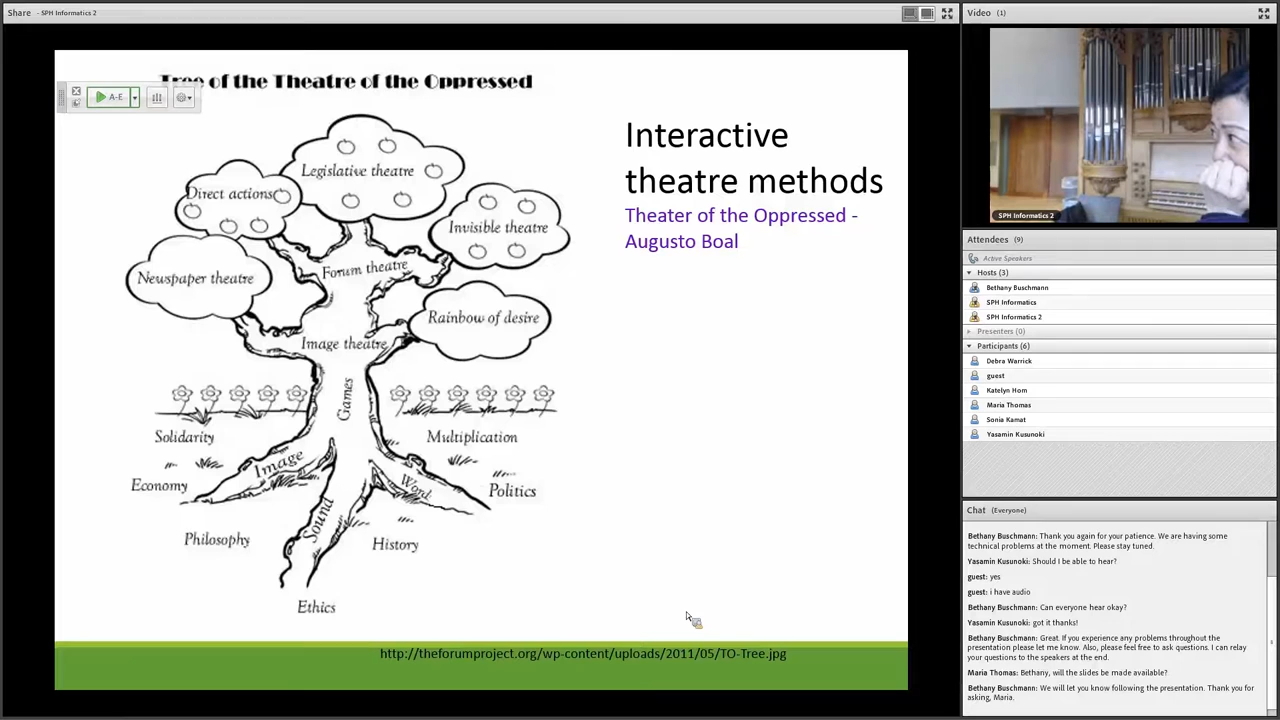 Share - SPH Informatics 2
Tree of the Theatre of the Oppressed
A-E
Legislative theatre
Direct actions
Invisible theatre
Forum theatre
Newspaper theatre
Rainbow of desire
Image theatre
Games
Solidarity
Multiplication
Image
Word
Economy
Politics
Sound
Philosophy
History
Ethics
Interactive
theatre methods
Theater of the Oppressed -
Augusto Boal
http://theforumproject.org/wp-content/uploads/2011/05/TO-Tree.jpg
Video (1)
SPH Informatics 2
Attendees (9)
Active Speakers
Hosts (3)
Bethany Buschmann
SPH Informatics
SPH Informatics 2
Presenters (0)
Participants (6)
Debra Warrick
guest
Katelyn Horn
Maria Thomas
Sonia Kamat
Yasamin Kusunoki
Chat (Everyone)
Bethany Buschmann: Thank you again for your patience. We are having some
technical problems at the moment. Please stay tuned.
Yasamin Kusunoki: Should I be able to hear?
guest: yes
guest: i have audio
Bethany Buschmann: Can everyone hear okay?
Yasamin Kusunoki: got it thanks!
Bethany Buschmann: Great. If you experience any problems throughout the
presentation please let me know. Also, please feel free to ask questions. I can relay
your questions to the speakers at the end.
Maria Thomas: Bethany, will the slides be made available?
Bethany Buschmann: We will let you know following the presentation. Thank you for
asking, Maria.